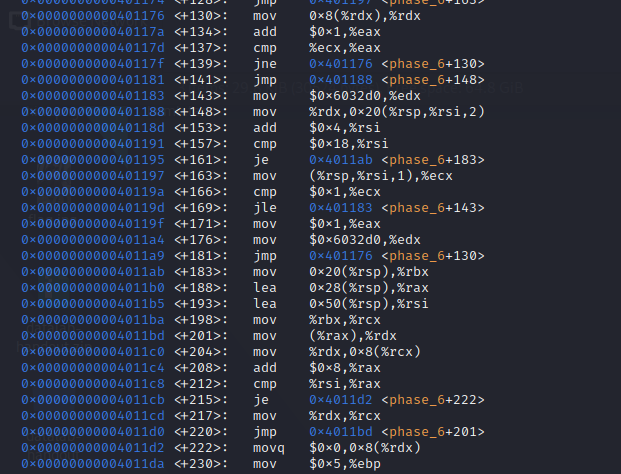 0x0000000000401174 <+128>: jmp 0x401197 <phase_6+163>
0x0000000000401176 <+130>: mov 0x8(%rdx),%rdx
0x000000000040117a <+134>: add $0x1,%eax
0x000000000040117d <+137>: cmp %ecx,%eax
0x000000000040117f <+139>: jne 0x401176 <phase_6+130>
0x0000000000401181 <+141>: jmp 0x401188 <phase_6+148>
0x0000000000401183 <+143>: mov $0x6032d0,%edx
0x0000000000401188 <+148>: mov %rdx,0x20(%rsp,%rsi,2)
0x000000000040118d <+153>: add $0x4,%rsi
0x0000000000401191 <+157>: cmp $0x18,%rsi
0x0000000000401195 <+161>: je 0x4011ab <phase_6+183>
0x0000000000401197 <+163>: mov (%rsp,%rsi,1),%ecx
0x000000000040119a <+166>: cmp $0x1,%ecx
0x000000000040119d <+169>: jle 0x401183 <phase_6+143>
0x000000000040119f <+171>: mov $0x1,%eax
0x00000000004011a4 <+176>: mov $0x6032d0,%edx
0x00000000004011a9 <+181>: jmp 0x401176 <phase_6+130>
0x00000000004011ab <+183>: mov 0x20(%rsp),%rbx
0x00000000004011b0 <+188>: lea 0x28(%rsp),%rax
0x00000000004011b5 <+193>: lea 0x50(%rsp),%rsi
0x00000000004011ba <+198>: mov %rbx,%rcx
0x00000000004011bd <+201>: mov (%rax),%rdx
0x00000000004011c0 <+204>: mov %rdx,0x8(%rcx)
0x00000000004011c4 <+208>: add $0x8,%rax
0x00000000004011c8 <+212>: cmp %rsi,%rax
0x00000000004011cb <+215>: je 0x4011d2 <phase_6+222>
0x00000000004011cd <+217>: mov %rdx,%rcx
0x00000000004011d0 <+220>: jmp 0x4011bd <phase_6+201>
0x00000000004011d2 <+222>: movq $0x0,0x8(%rdx)
0x00000000004011da <+230>: mov $0x5,%ebp